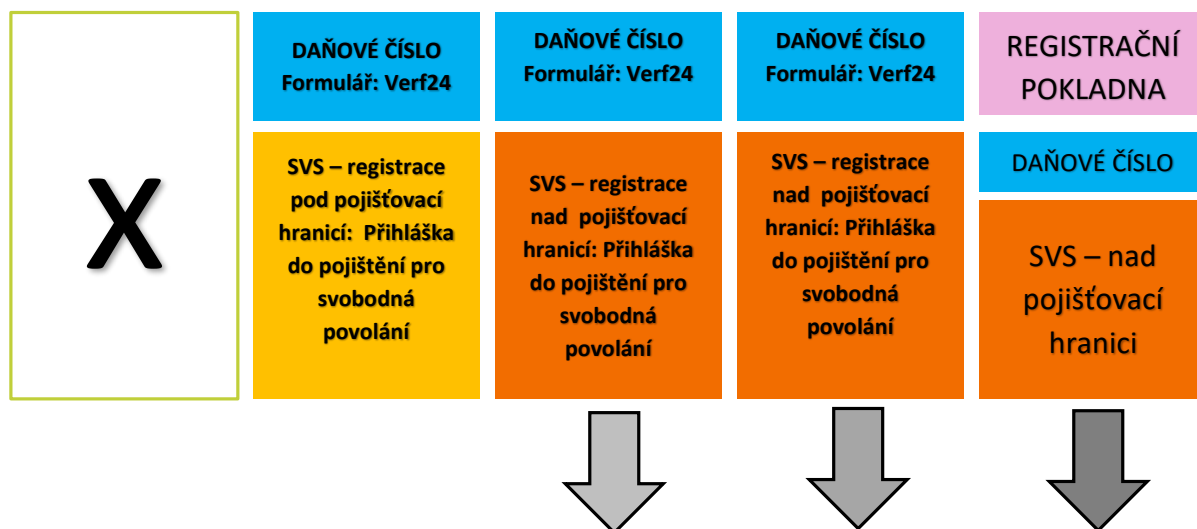 X
DAŇOVÉ ČÍSLO
Formulář: Verf24
SVS – registrace
pod pojišťovací
hranicí: Přihláška
do pojištění pro
svobodná
povolání
DAŇOVÉ ČÍSLO
Formulář: Verf24
SVS – registrace
nad pojišťovací
hranicí: Přihláška
do pojištění pro
svobodná
povolání
DAŇOVÉ ČÍSLO
Formulář: Verf24
SVS – registrace
nad pojišťovací
hranicí: Přihláška
do pojištění pro
svobodná
povolání
REGISTRAČNÍ
POKLADNA
DAŇOVÉ ČÍSLO
SVS – nad
pojišťovací
hranici